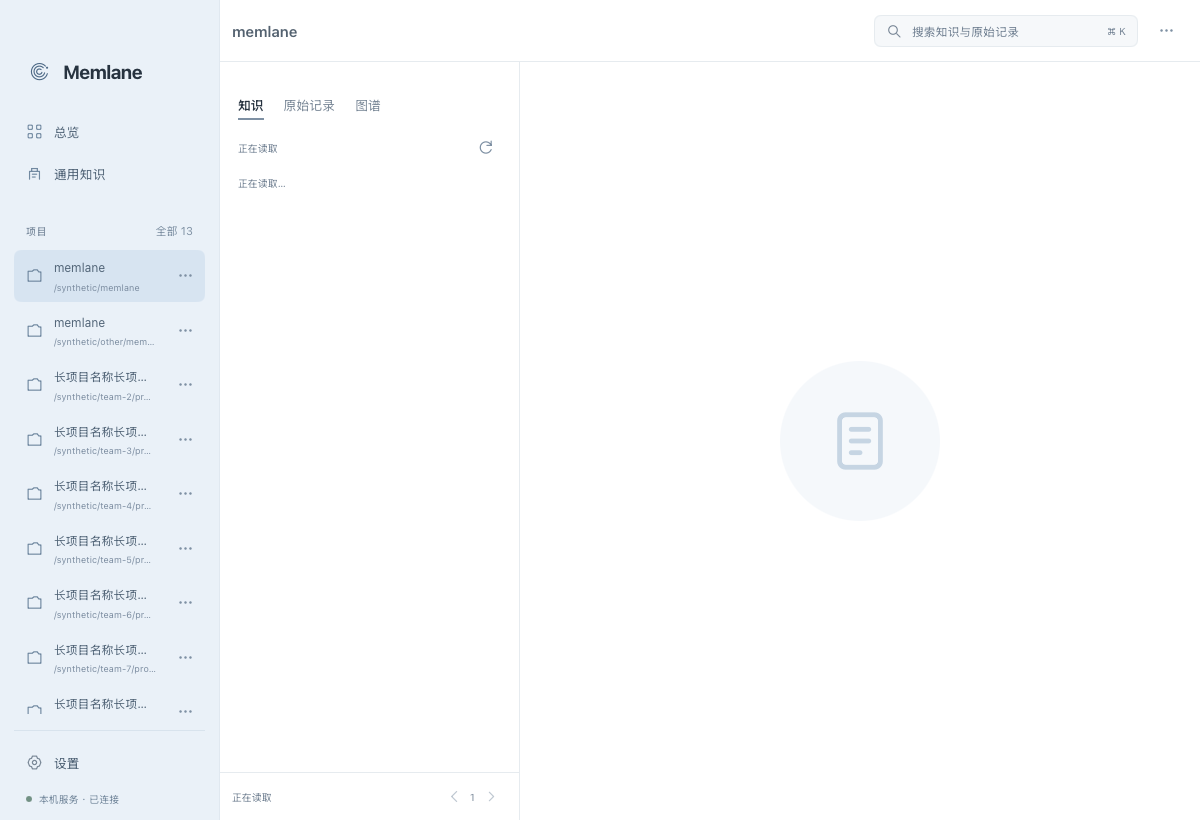 Memlane
总览
通用知识
项目
全部 13
memlane
/synthetic/memlane
memlane
/synthetic/other/mem...
长项目名称长项...
/synthetic/team-2/pr...
长项目名称长项...
/synthetic/team-3/pr...
长项目名称长项...
/synthetic/team-4/pr...
长项目名称长项...
/synthetic/team-5/pr...
长项目名称长项...
/synthetic/team-6/pr...
长项目名称长项...
/synthetic/team-7/pro...
长项目名称长项...
设置
本机服务 · 已连接
memlane
搜索知识与原始记录
⌘ K
知识 原始记录 图谱
正在读取
正在读取...
正在读取
1